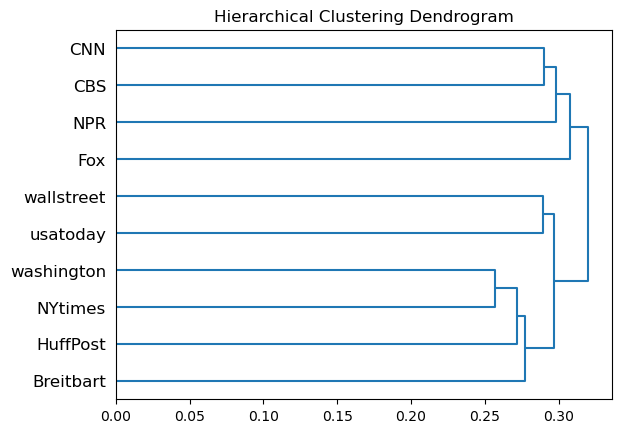 Hierarchical Clustering Dendrogram
CNN
CBS
NPR
Fox
wallstreet
usatoday
washington
NYtimes
HuffPost
Breitbart
0.00 0.05 0.10 0.15 0.20 0.25 0.30